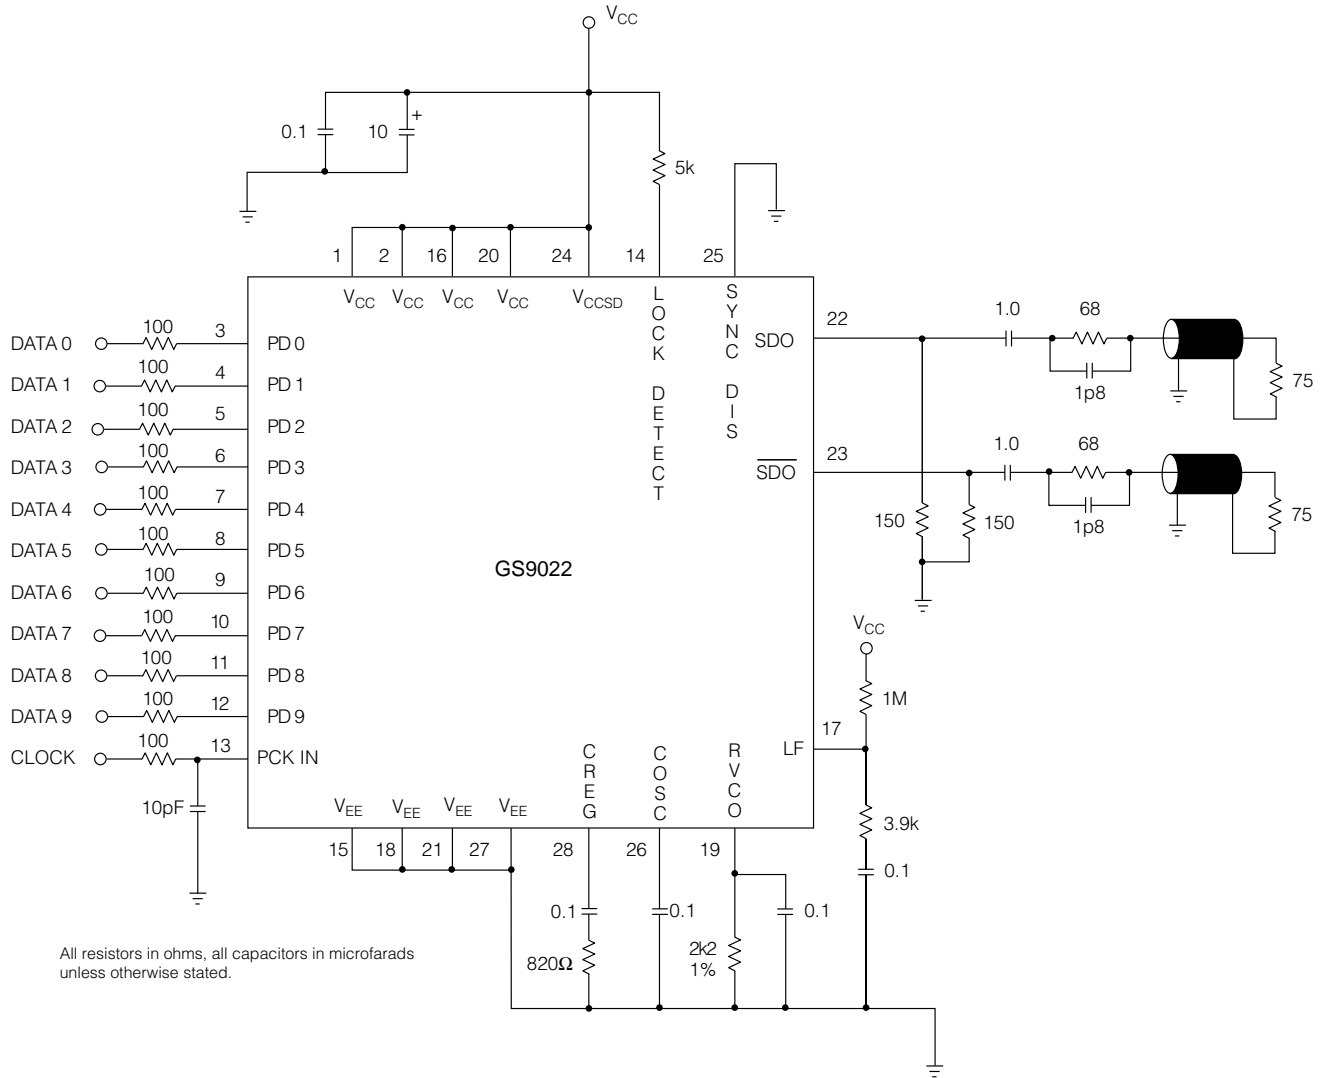 VCC
0.1 10 +
5k
1 2 16 20 24 14 25
VCC VCC VCC VCC VCCSD
LOCK DETECT
SYNC DIS
DATA 0 100 3 PD 0
DATA 1 100 4 PD 1
DATA 2 100 5 PD 2
DATA 3 100 6 PD 3
DATA 4 100 7 PD 4
DATA 5 100 8 PD 5
DATA 6 100 9 PD 6
DATA 7 100 10 PD 7
DATA 8 100 11 PD 8
DATA 9 100 12 PD 9
CLOCK 100 13 PCK IN
10pF
GS9022
SDO 22 1.0 68
1p8 75
SDO 23 1.0 68
1p8 75
150 150
VCC
1M
LF 17
3.9k
0.1
VEE VEE VEE VEE
CREG
COSC
RVCO
15 18 21 27 28 26 19
0.1 0.1 0.1
820Ω
2k2
1%
All resistors in ohms, all capacitors in microfarads
unless otherwise stated.